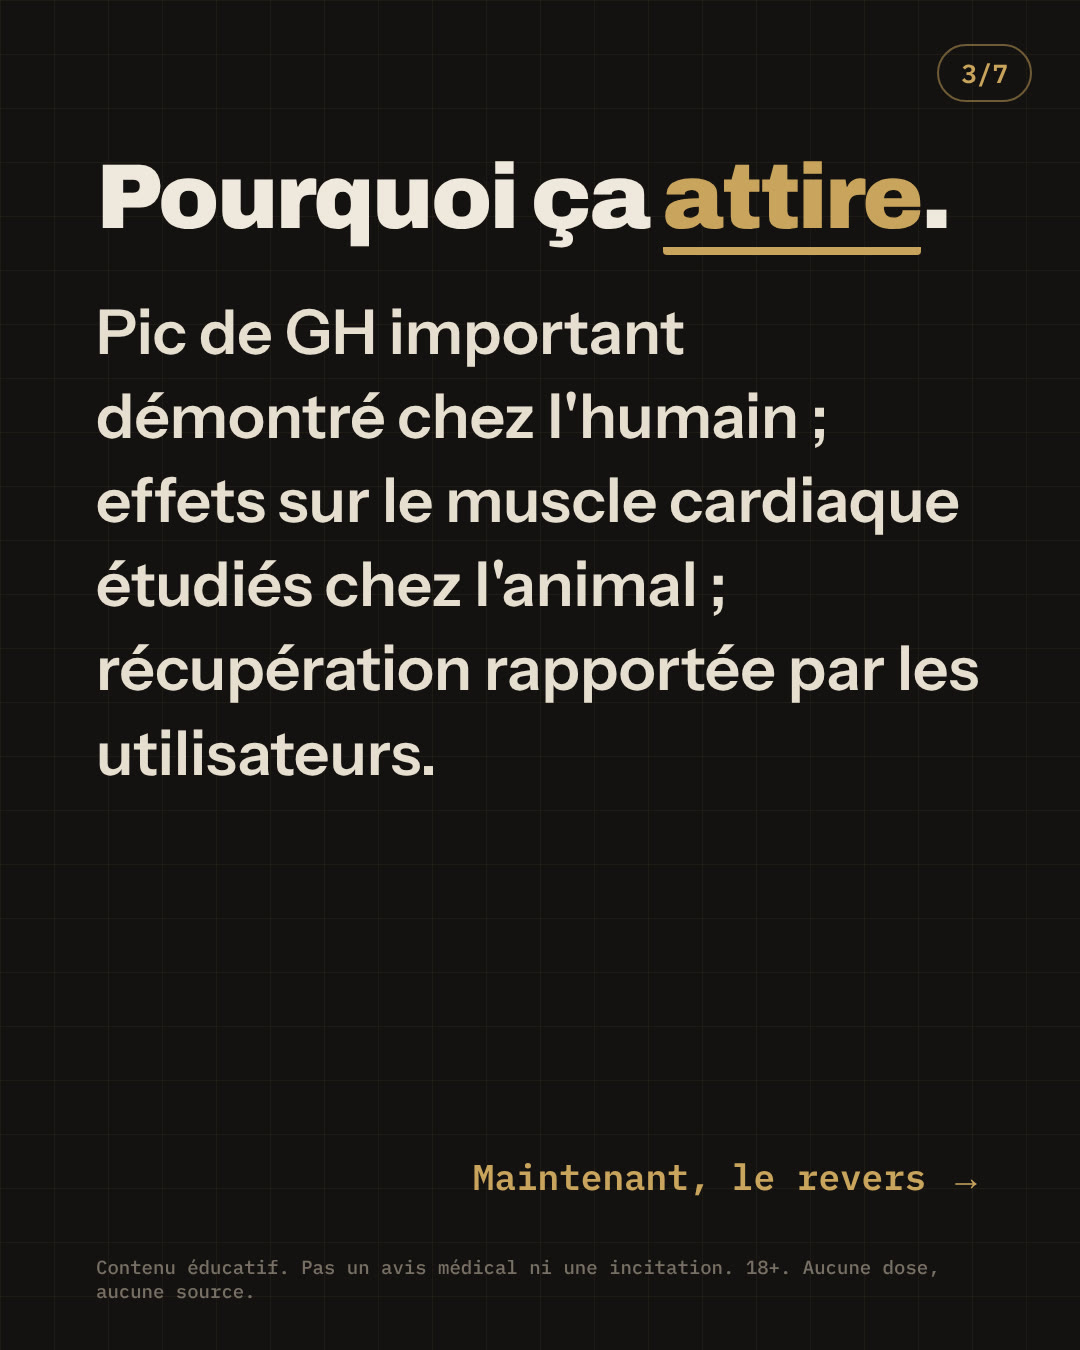 3/7
Pourquoi ça attire.
Pic de GH important
démontré chez l'humain ;
effets sur le muscle cardiaque
étudiés chez l'animal ;
récupération rapportée par les
utilisateurs.
Maintenant, le revers →
Contenu éducatif. Pas un avis médical ni une incitation. 18+. Aucune dose,
aucune source.